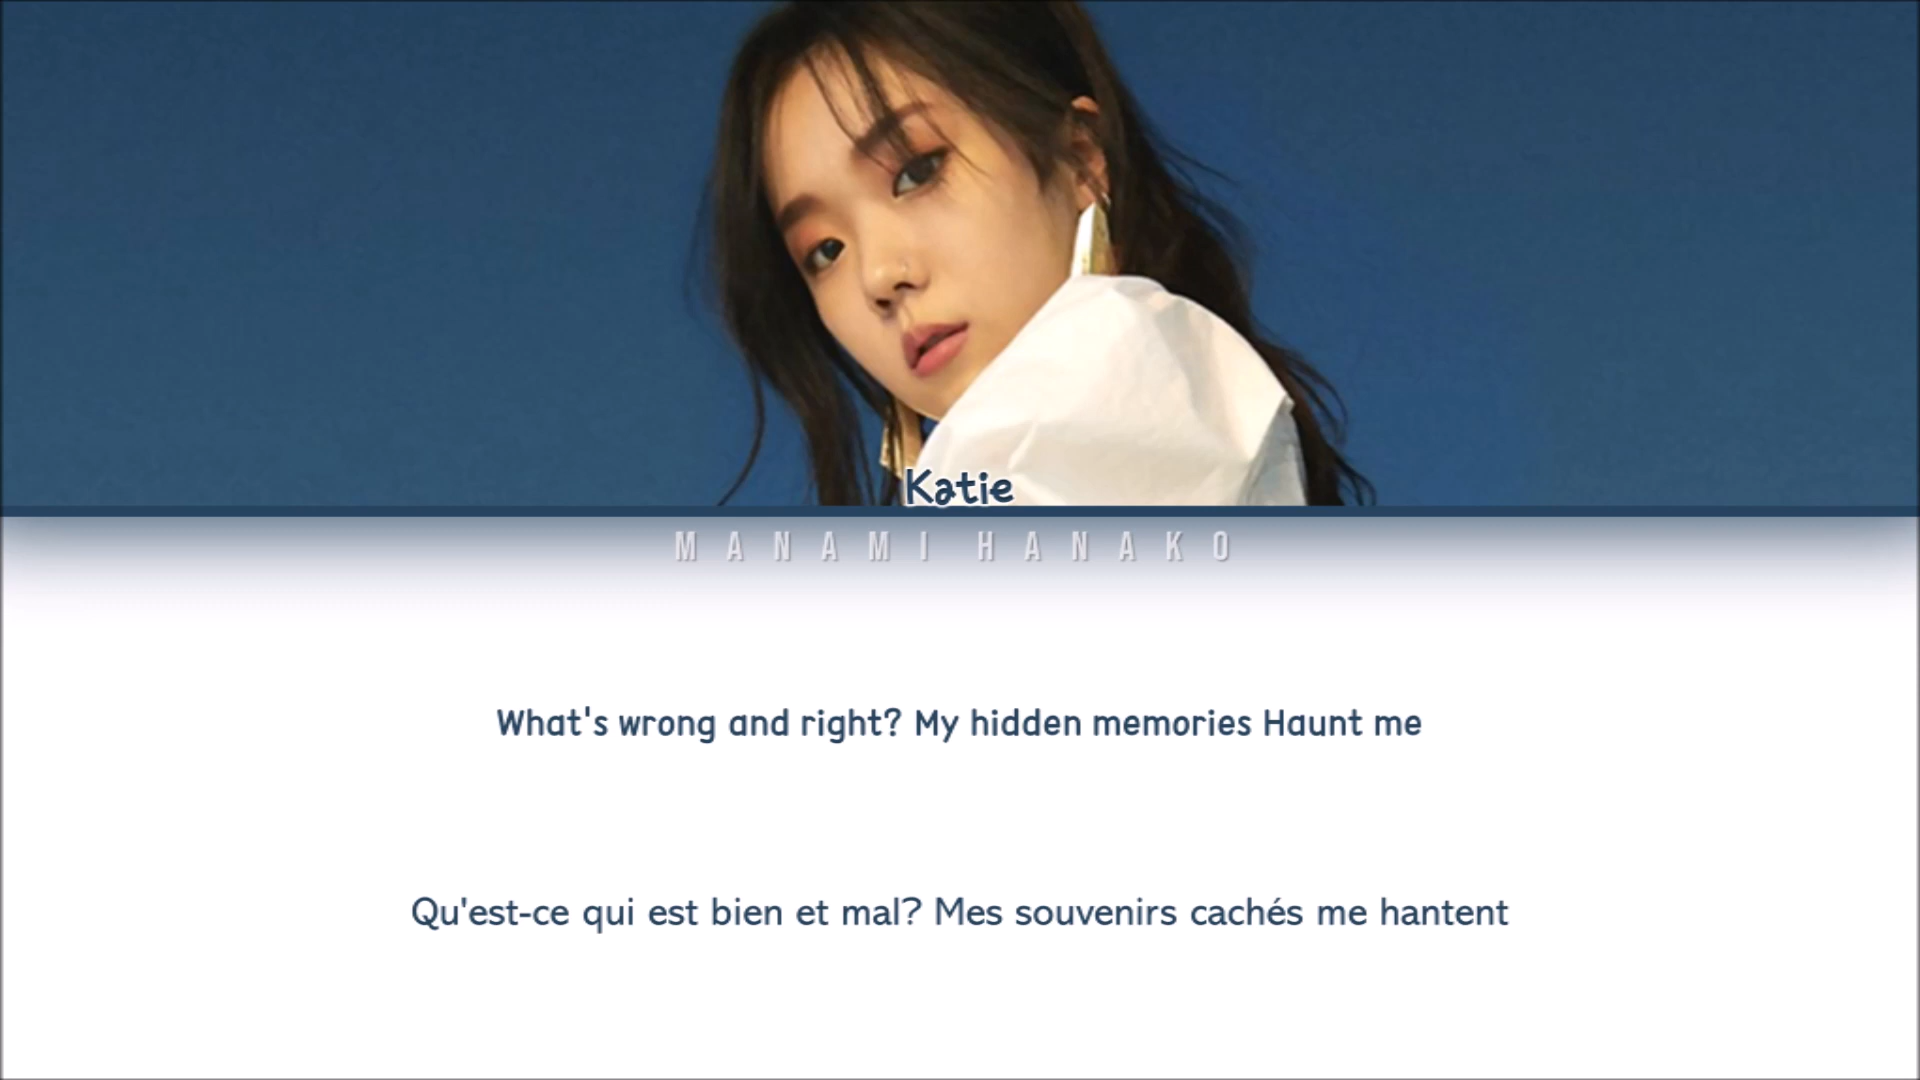 Katie
MANAMI HANAKO
What's wrong and right? My hidden memories Haunt me
Qu'est-ce qui est bien et mal? Mes souvenirs cachés me hantent